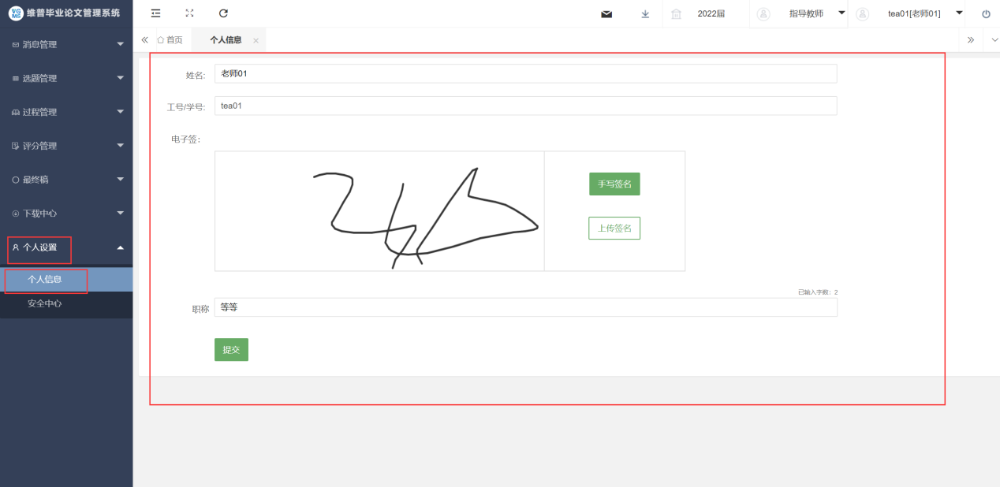 维普毕业论文管理系统
2022届
指导教师
tea01[老师01]
首页
个人信息
消息管理
选题管理
过程管理
评分管理
最终稿
下载中心
个人设置
个人信息
安全中心
姓名:
老师01
工号/学号:
tea01
电子签:
手写签名
上传签名
已输入字数: 2
职称
等等
提交